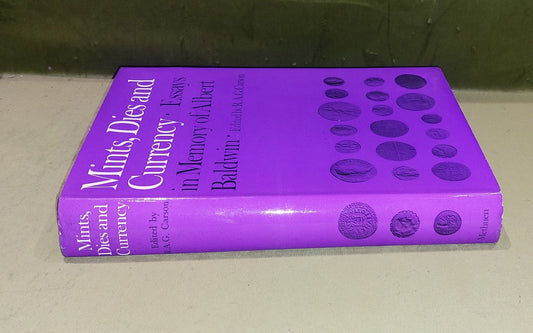 Mints, Dies and
Currency · Essays
in Memory of Albert
Baldwin · Edited by R.A.G. Carson
Mints,
Dies and
Currency
Edited by
R.A.G. Carson
Methuen